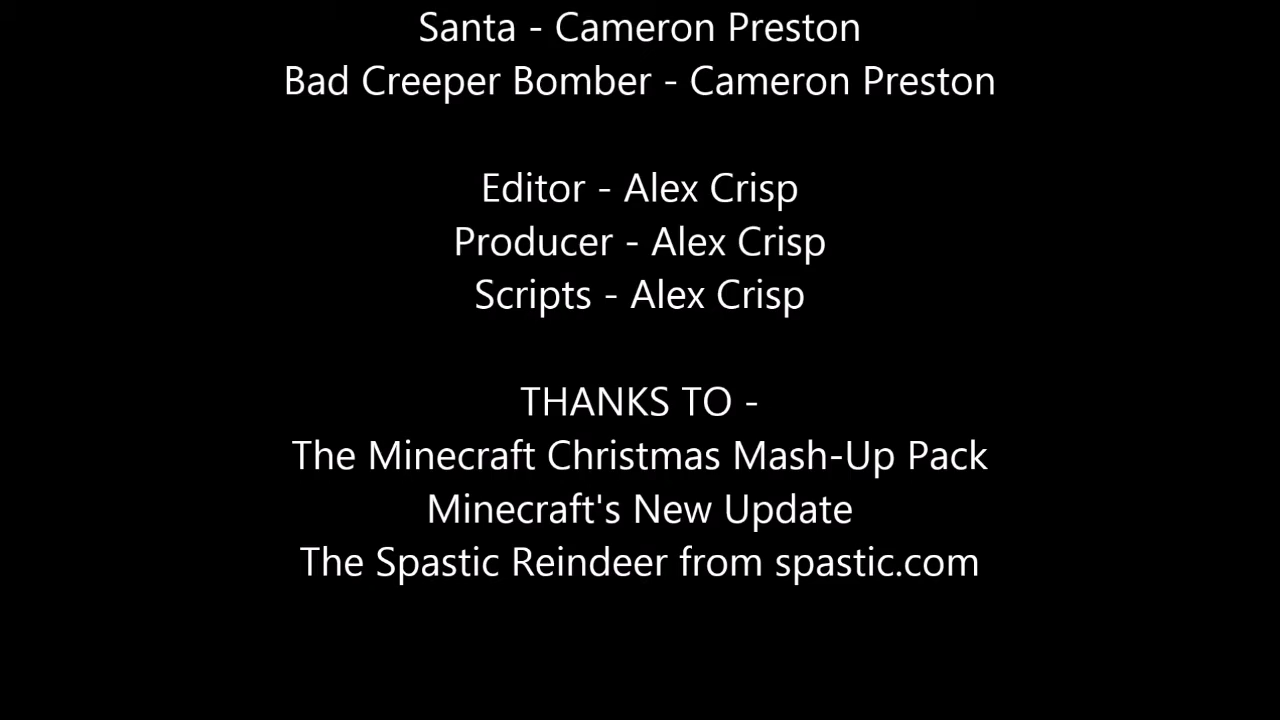 Santa - Cameron Preston
Bad Creeper Bomber - Cameron Preston
Editor - Alex Crisp
Producer - Alex Crisp
Scripts - Alex Crisp
THANKS TO -
The Minecraft Christmas Mash-Up Pack
Minecraft's New Update
The Spastic Reindeer from spastic.com